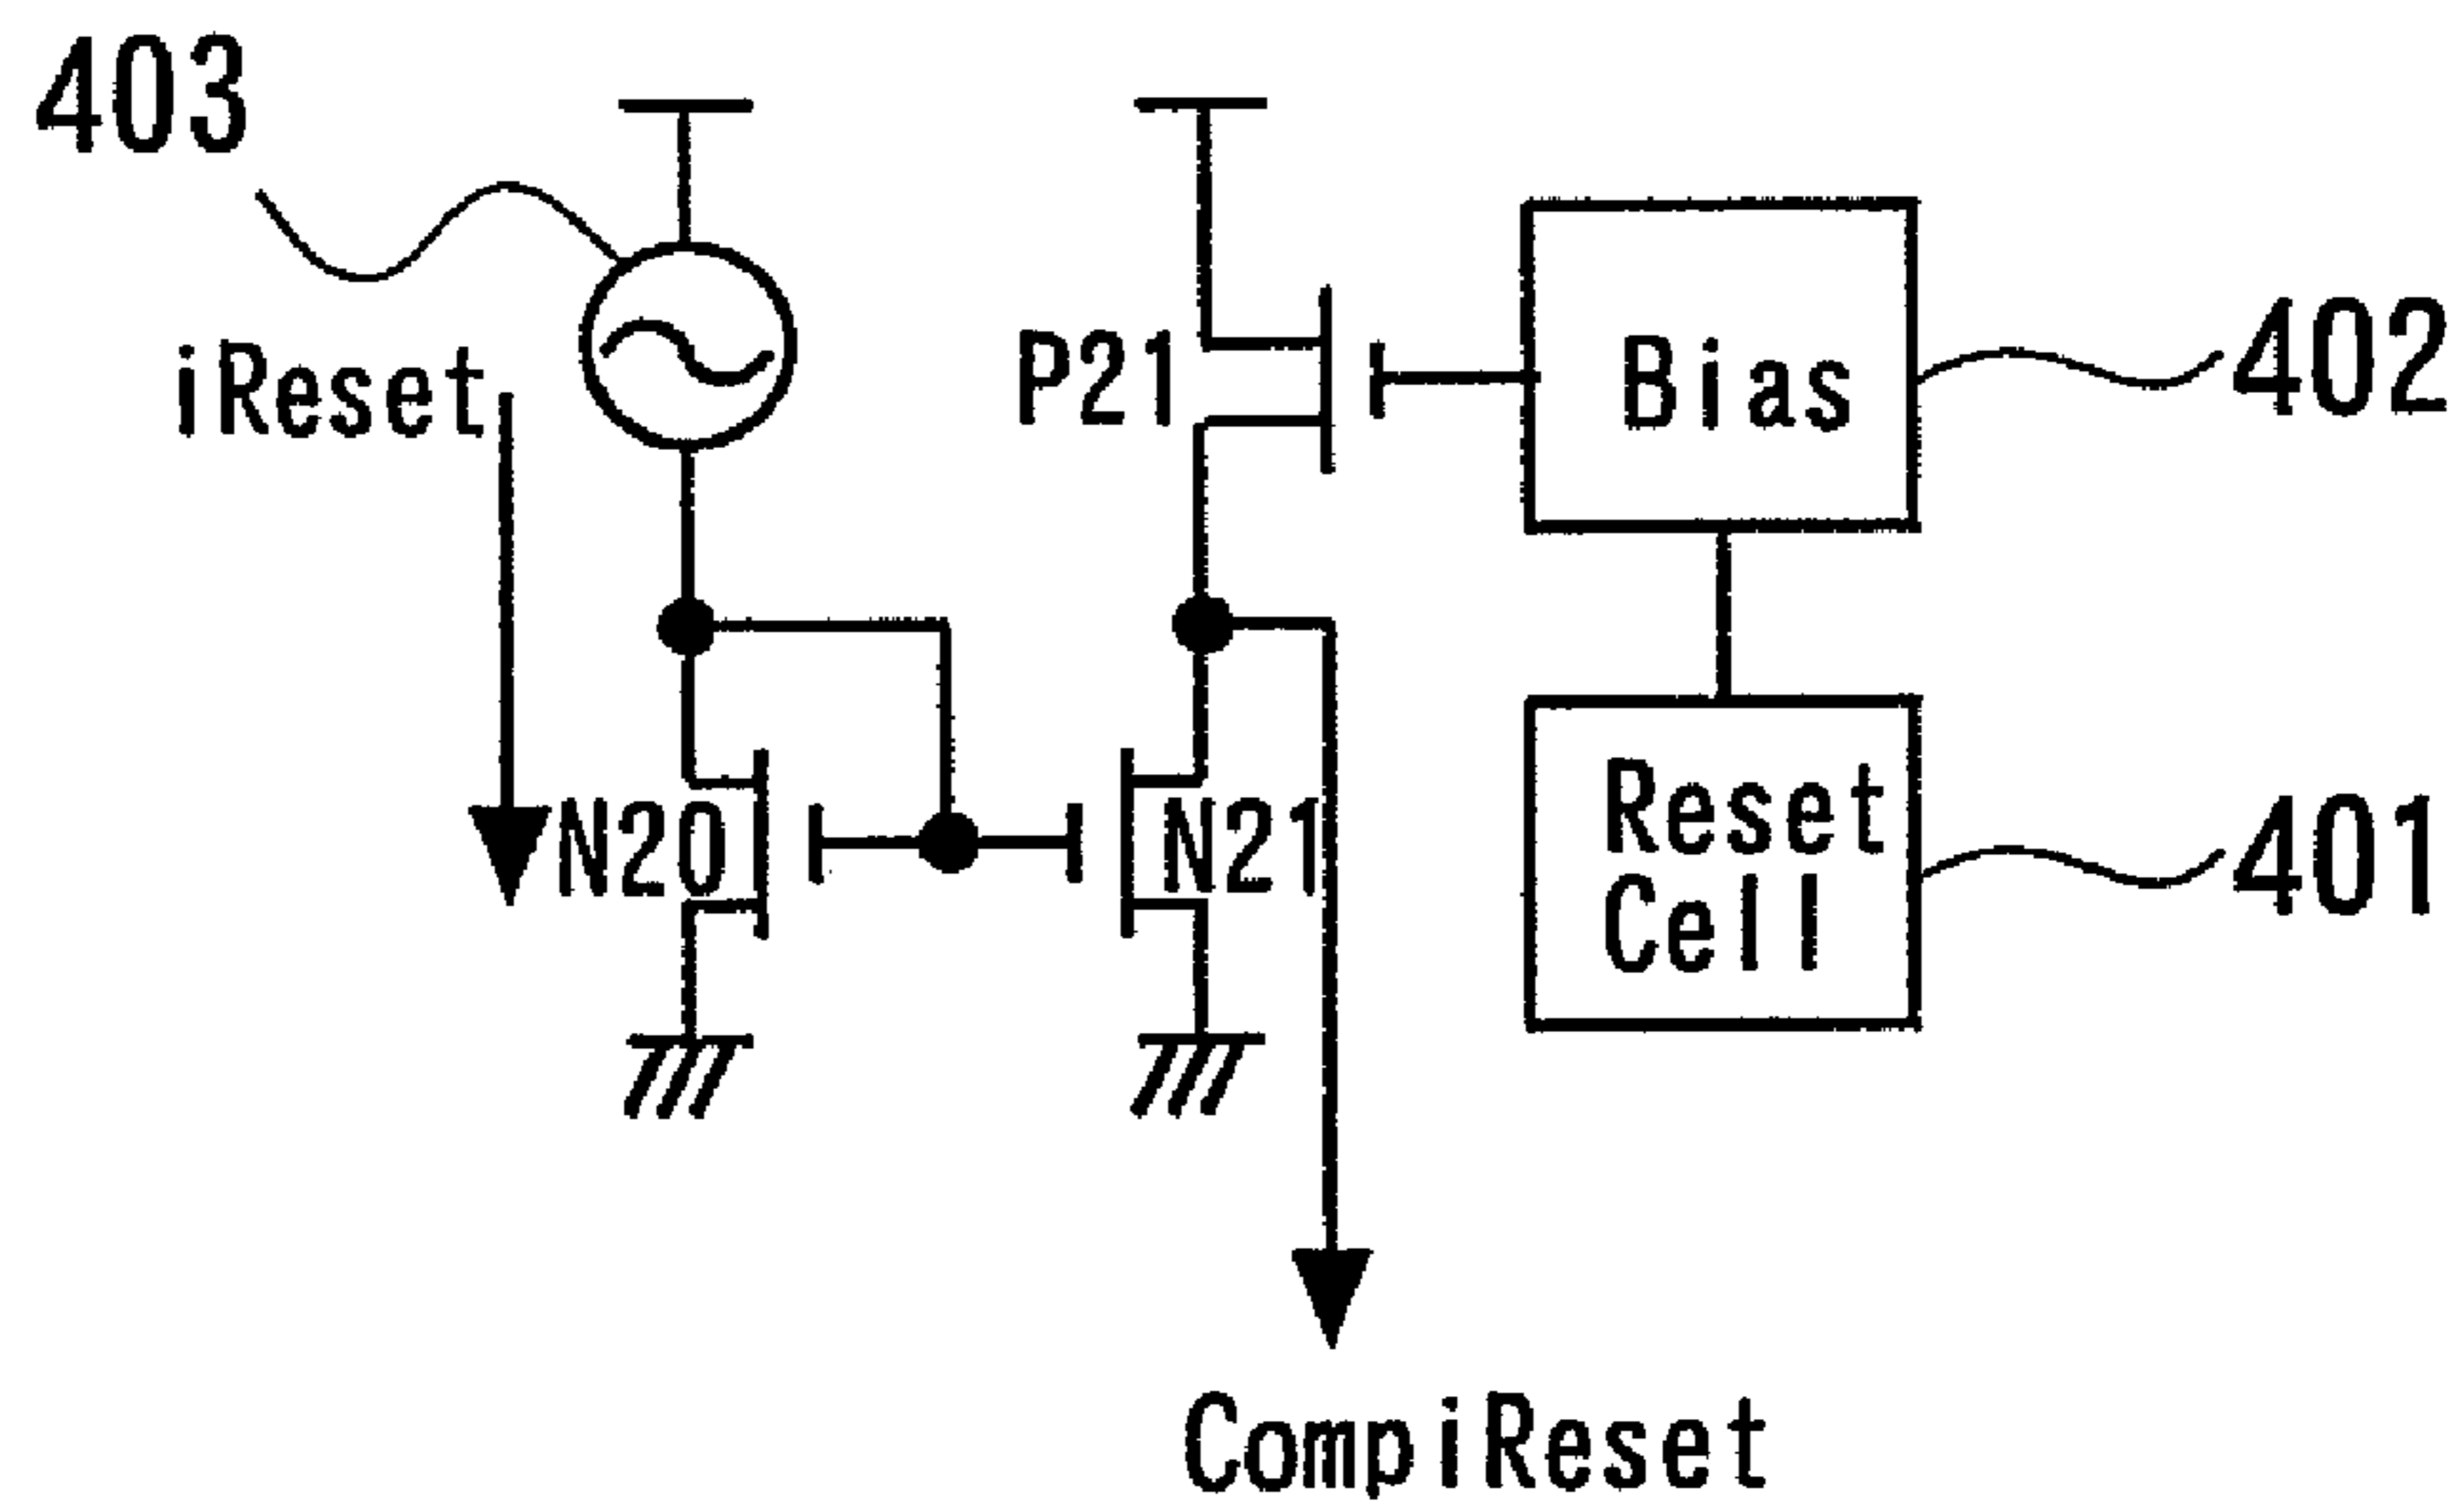 403
iReset
P21
Bias
402
N20
N21
Reset
Cell
401
CompiReset